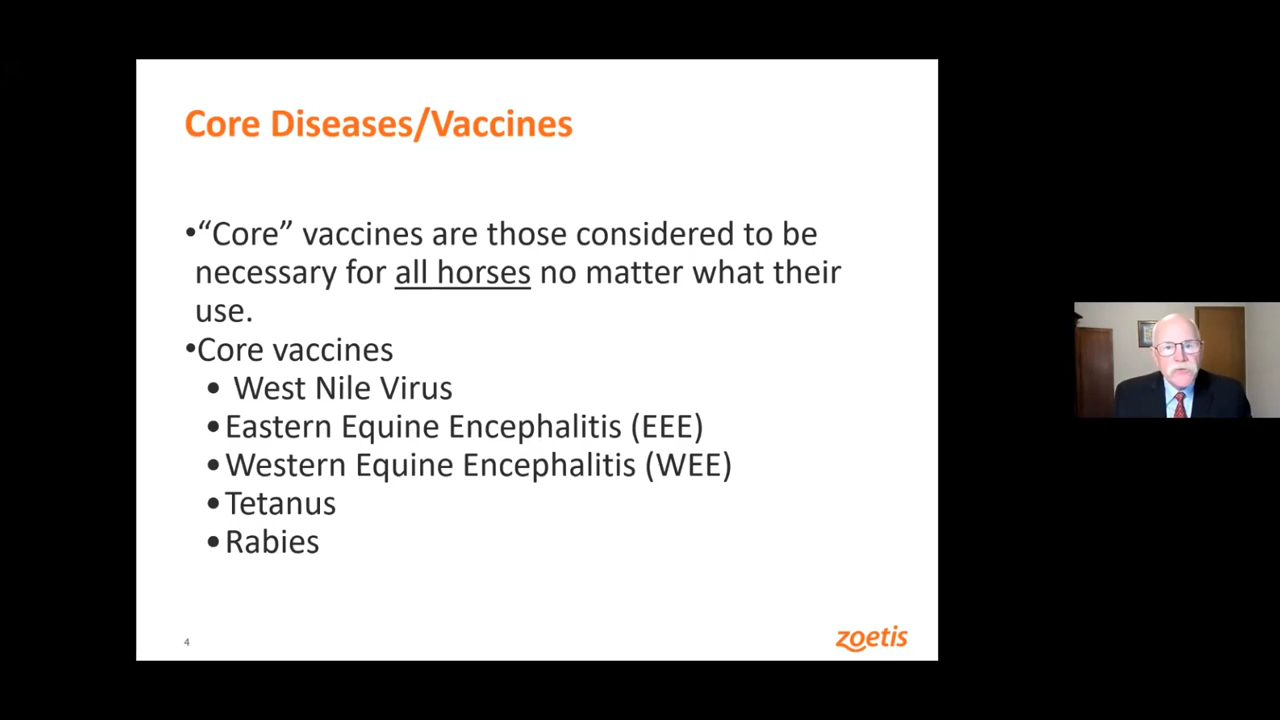 Core Diseases/Vaccines
•“Core” vaccines are those considered to be
necessary for all horses no matter what their
use.
•Core vaccines
• West Nile Virus
•Eastern Equine Encephalitis (EEE)
•Western Equine Encephalitis (WEE)
•Tetanus
•Rabies
4
zoetis